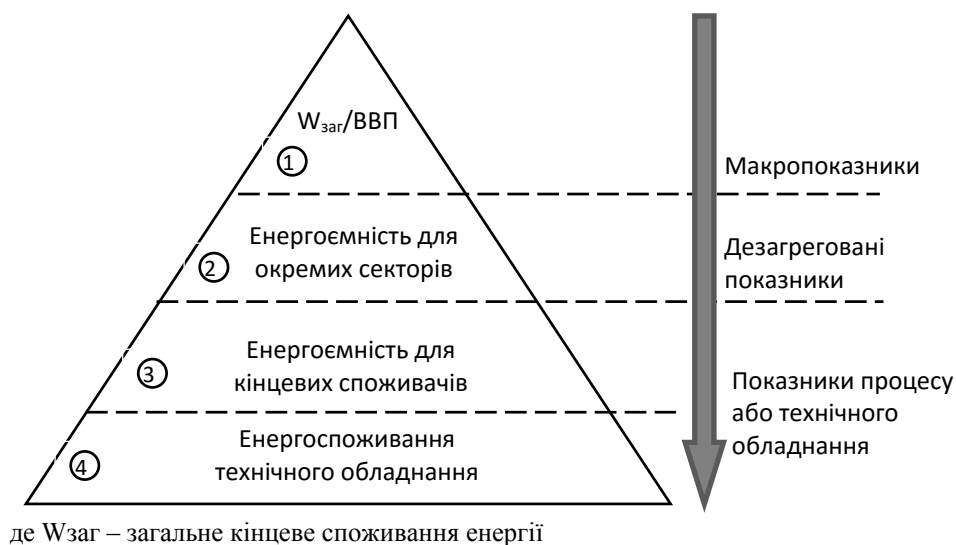 Wзаг/ВВП
1
Макропоказники
Енергоємність для
окремих секторів
2
Дезагреговані
показники
Енергоємність для
кінцевих споживачів
3
Показники процесу
або технічного
обладнання
Енергоспоживання
технічного обладнання
4
де Wзаг – загальне кінцеве споживання енергії